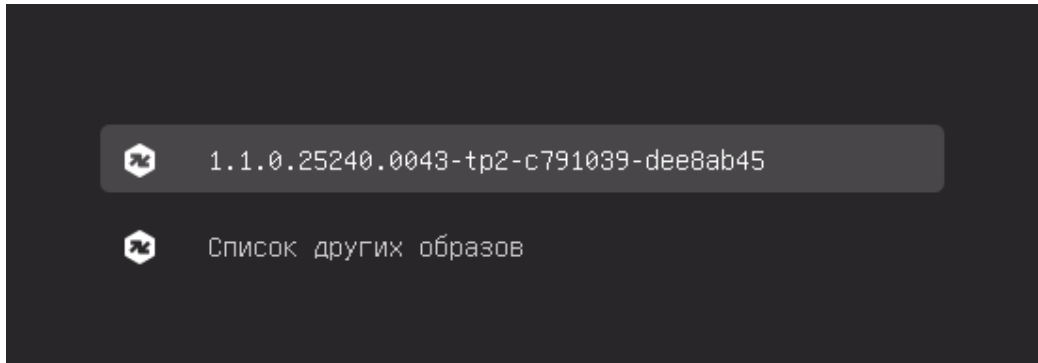 1.1.0.25240.0043-tp2-c791039-dee8ab45
Список других образов